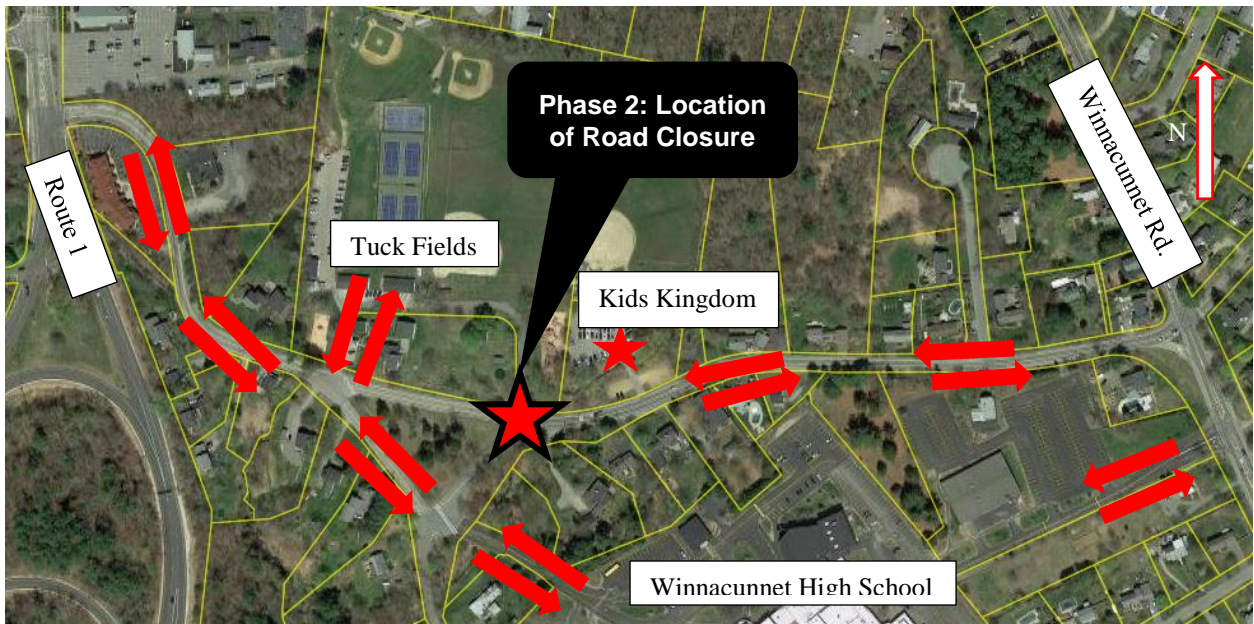 Phase 2: Location
of Road Closure
Winnacunnet Rd.
N
Route 1
Tuck Fields
Kids Kingdom
Winnacunnet High School